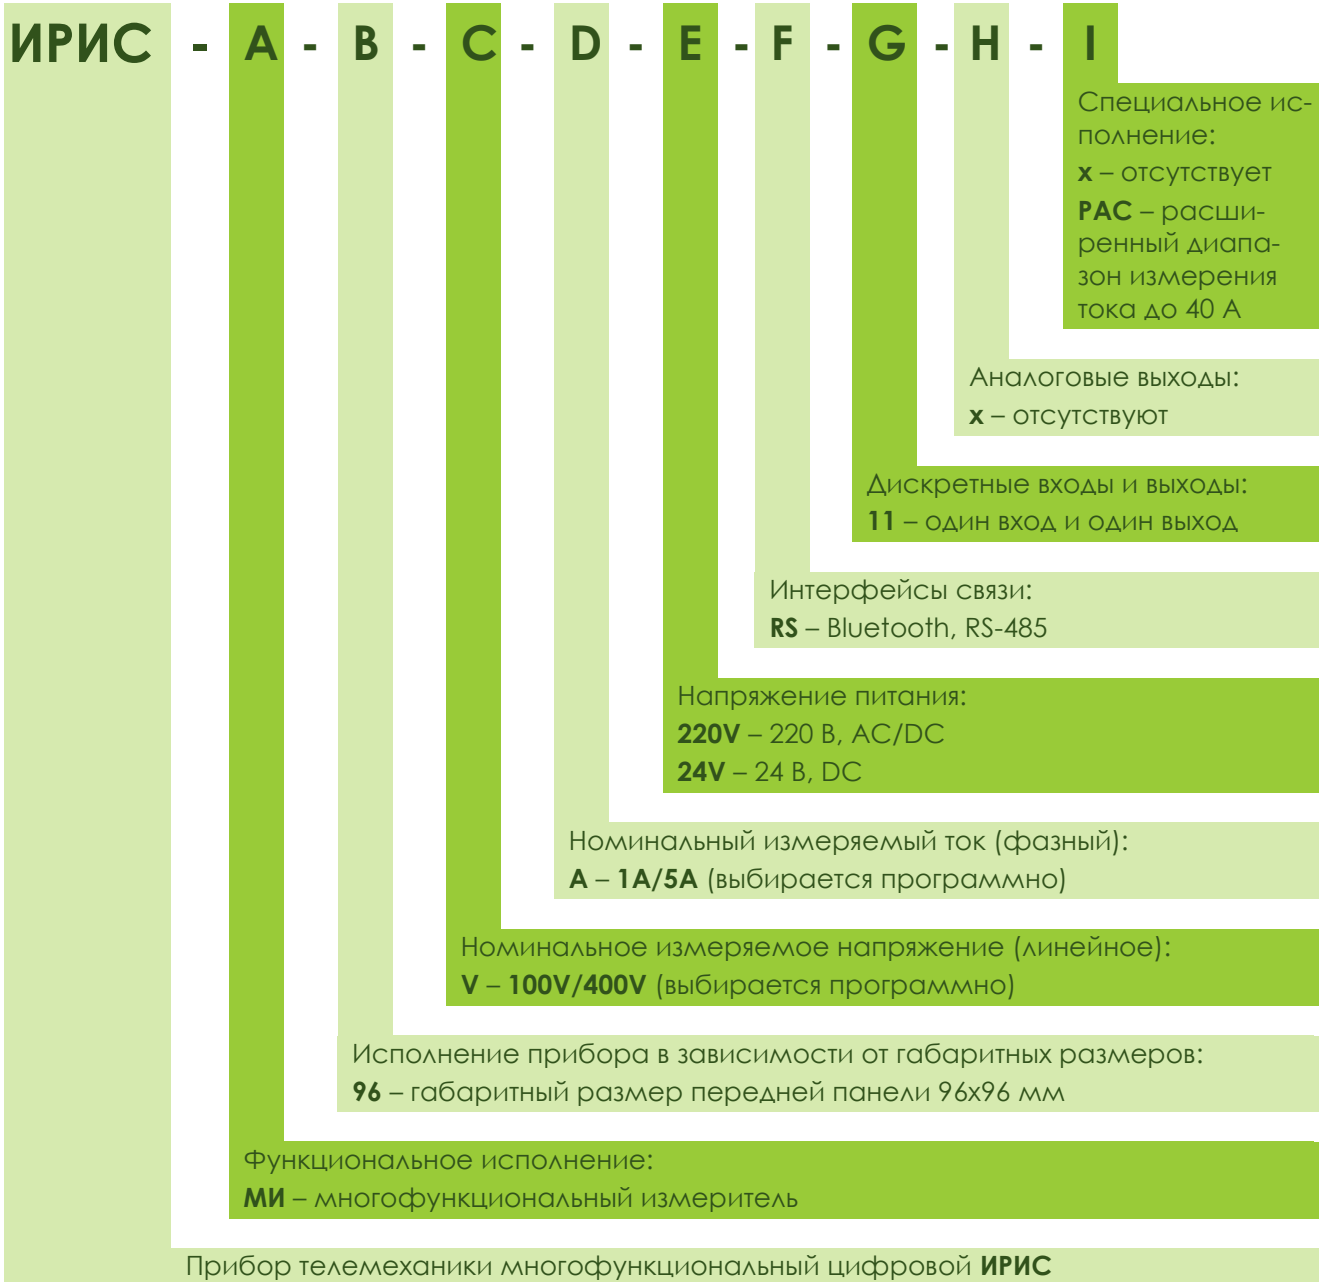 ИРИС - A - B - C - D - E - F - G - H - I
Специальное ис-
полнение:
x – отсутствует
РАС – расши-
ренный диапа-
зон измерения
тока до 40 А
Аналоговые выходы:
x – отсутствуют
Дискретные входы и выходы:
11 – один вход и один выход
Интерфейсы связи:
RS – Bluetooth, RS-485
Напряжение питания:
220V – 220 В, AC/DC
24V – 24 В, DC
Номинальный измеряемый ток (фазный):
A – 1A/5A (выбирается программно)
Номинальное измеряемое напряжение (линейное):
V – 100V/400V (выбирается программно)
Исполнение прибора в зависимости от габаритных размеров:
96 – габаритный размер передней панели 96х96 мм
Функциональное исполнение:
МИ – многофункциональный измеритель
Прибор телемеханики многофункциональный цифровой ИРИС